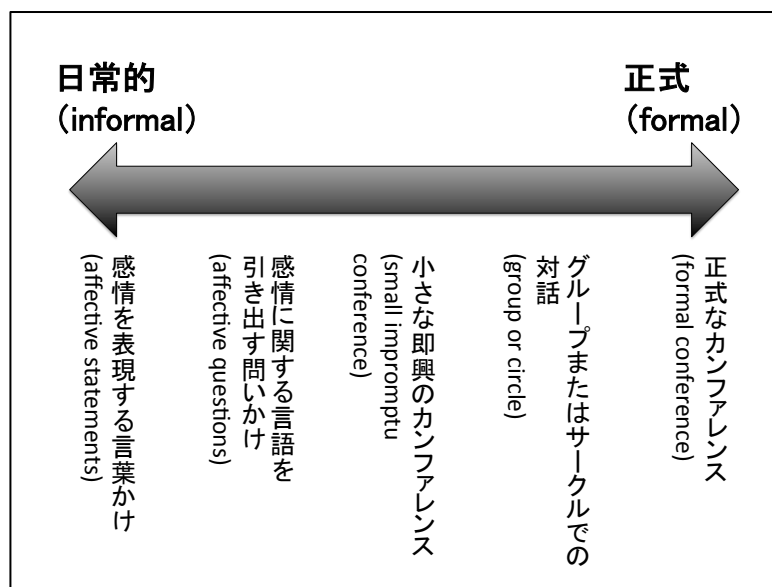 日常的
(informal)
正式
(formal)
感情を表現する言葉かけ
(affective statements)
感情に関する言語を
引き出す問いかけ
(affective questions)
小さな即興のカンファレンス
(small impromptu
conference)
グループまたはサークルでの
対話
(group or circle)
正式なカンファレンス
(formal conference)